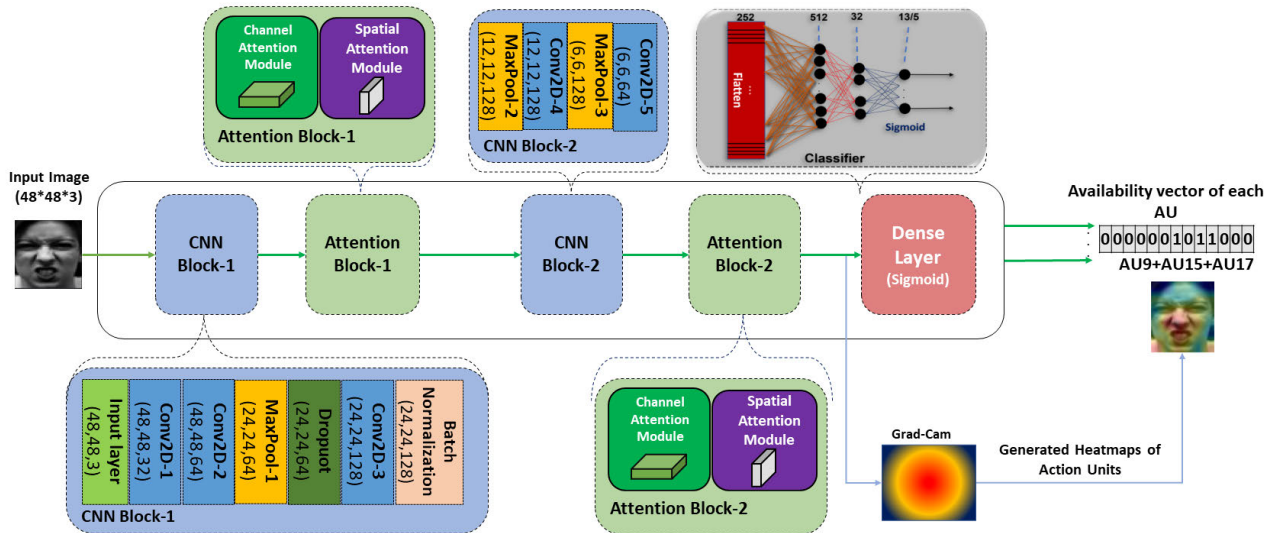 Channel
Attention
Module
Spatial
Attention
Module
Attention Block-1
MaxPool-2
(12,12,128)
Conv2D-4
(12,12,128)
MaxPool-3
(6,6,128)
Conv2D-5
(6,6,64)
CNN Block-2
252
512
32
13/5
Flatten
...
Sigmoid
Classifier
Input Image
(48*48*3)
CNN
Block-1
Attention
Block-1
CNN
Block-2
Attention
Block-2
Dense
Layer
(Sigmoid)
Availability vector of each
AU
0000001011000
AU9+AU15+AU17
Input layer
(48,48,3)
Conv2D-1
(48,48,32)
Conv2D-2
(48,48,64)
MaxPool-1
(24,24,64)
Dropuot
(24,24,64)
Conv2D-3
(24,24,128)
Batch
Normalization
(24,24,128)
CNN Block-1
Channel
Attention
Module
Spatial
Attention
Module
Attention Block-2
Grad-Cam
Generated Heatmaps of
Action Units